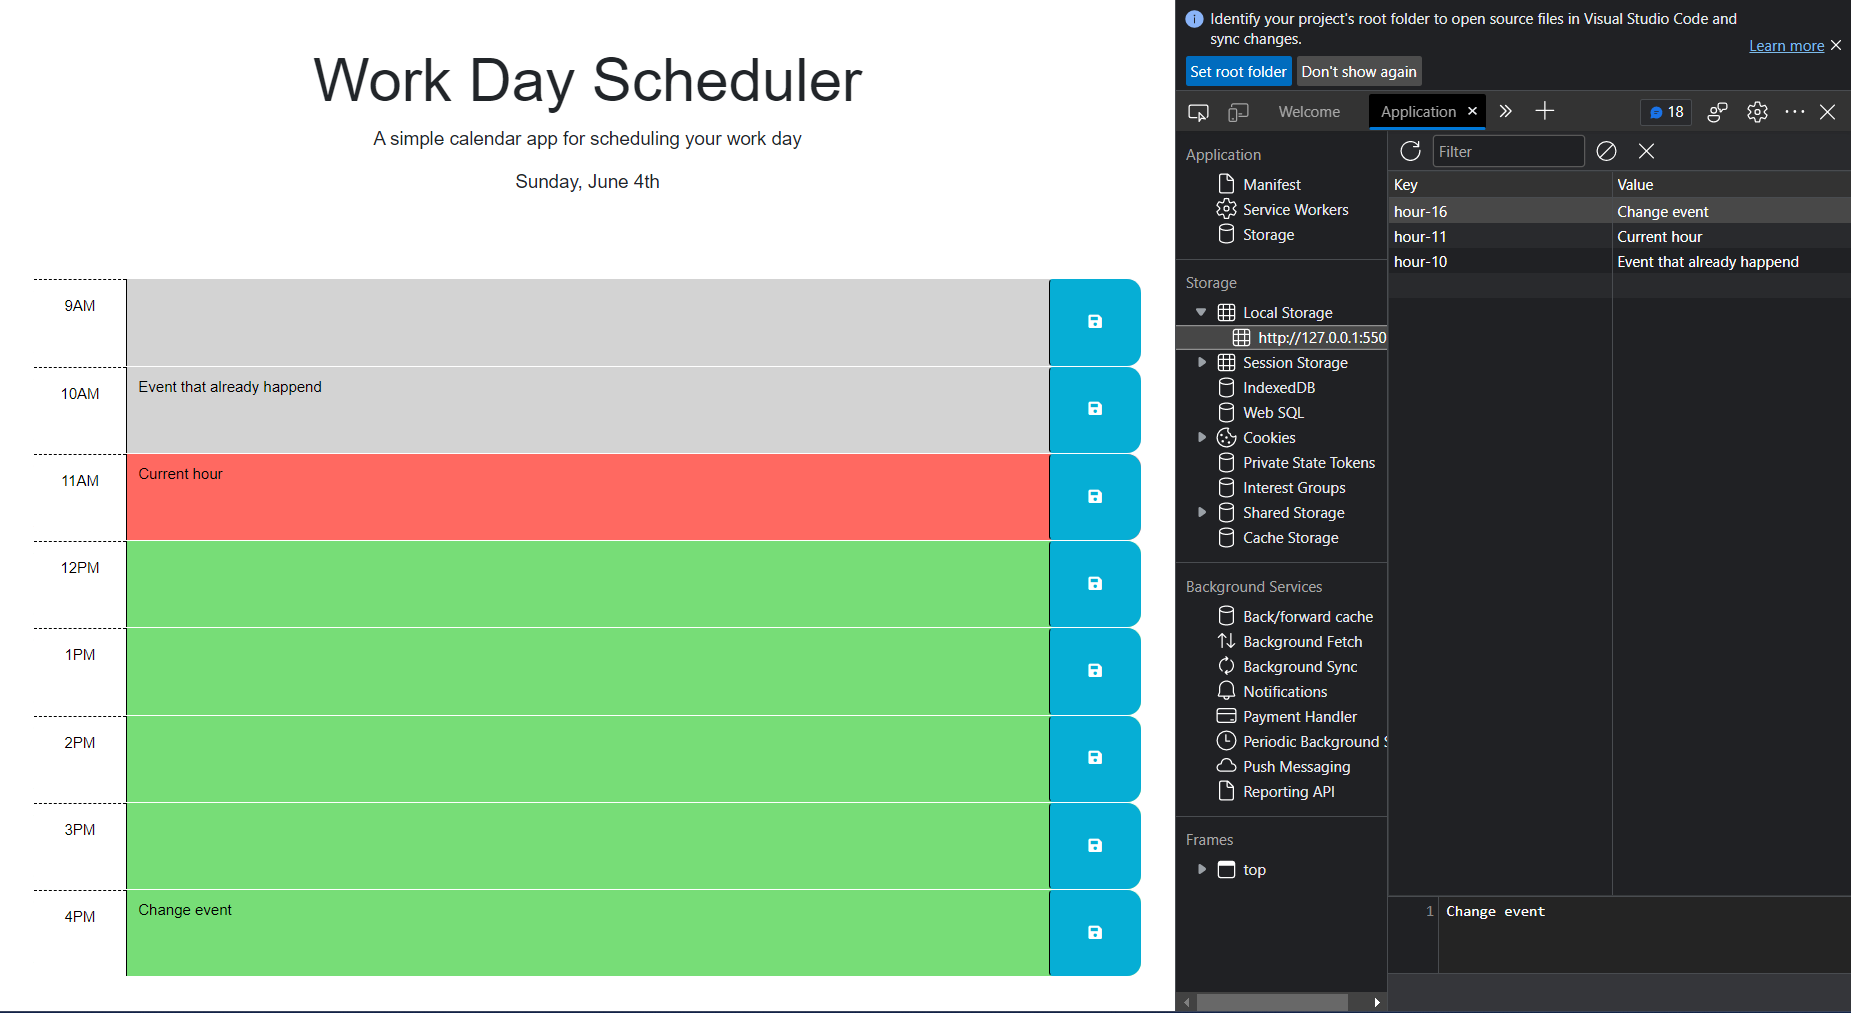 Work Day Scheduler
A simple calendar app for scheduling your work day
Sunday, June 4th
9AM
10AM
Event that already happend
11AM
Current hour
12PM
1PM
2PM
3PM
4PM
Change event
Identify your project's root folder to open source files in Visual Studio Code and
sync changes.
Learn more
Set root folder
Don't show again
Welcome
Application
18
Application
Manifest
Service Workers
Storage
Storage
Local Storage
http://127.0.0.1:550
Session Storage
IndexedDB
Web SQL
Cookies
Private State Tokens
Interest Groups
Shared Storage
Cache Storage
Background Services
Back/forward cache
Background Fetch
Background Sync
Notifications
Payment Handler
Periodic Background
Push Messaging
Reporting API
Frames
top
Filter
Key Value
hour-16 Change event
hour-11 Current hour
hour-10 Event that already happend
1 Change event